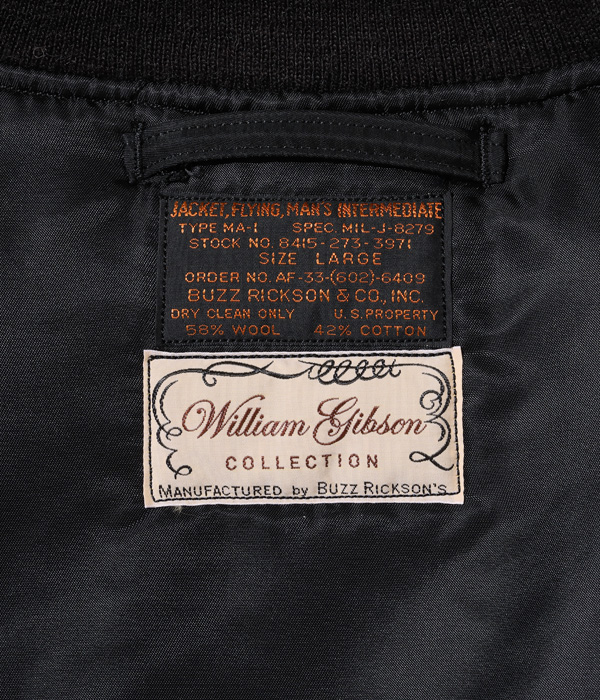 JACKET, FLYING, MAN'S INTERMEDIATE
TYPE MA-1 SPEC. MIL-J-8279
STOCK NO. 8415-273-3971
SIZE LARGE
ORDER NO. AF-33-(602)-6409
BUZZ RICKSON & CO., INC.
DRY CLEAN ONLY U.S. PROPERTY
58% WOOL 42% COTTON
William Gibson
COLLECTION
MANUFACTURED by BUZZ RICKSON'S